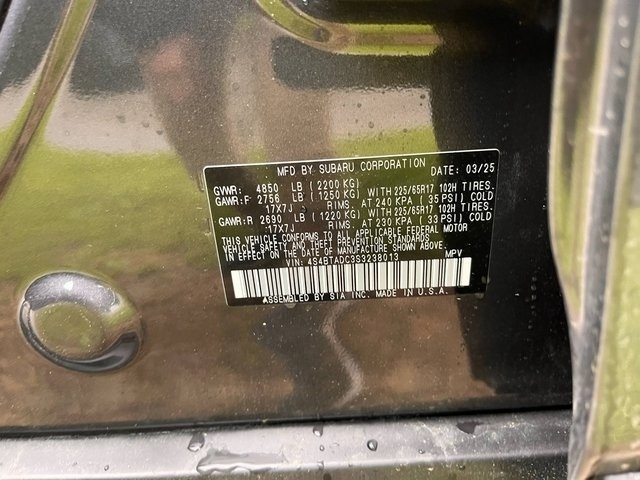 MFD BY SUBARU CORPORATION DATE: 03/25
GVWR: 4850 LB (2200 KG)
GAWR:F 2756 LB (1250 KG) WITH 225/65R17 102H TIRES.
17X7J RIMS. AT 240 KPA (35 PSI) COLD
GAWR:R 2690 LB (1220 KG) WITH 225/65R17 102H TIRES.
17X7J RIMS. AT 230 KPA (33 PSI) COLD
THIS VEHICLE CONFORMS TO ALL APPLICABLE FEDERAL MOTOR
VEHICLE SAFETY AND THEFT PREVENTION STANDARDS
IN EFFECT ON THE DATE OF MANUFACTURE SHOWN ABOVE.
VIN: 4S4BTADC3S3238013 MPV
ASSEMBLED BY SIA INC. MADE IN U.S.A.